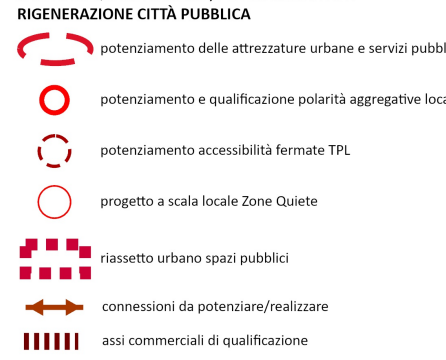 RIGENERAZIONE CITTÀ PUBBLICA
potenziamento delle attrezzature urbane e servizi pubbl
potenziamento e qualificazione polarità aggregative loca
potenziamento accessibilità fermate TPL
progetto a scala locale Zone Quiete
riassetto urbano spazi pubblici
connessioni da potenziare/realizzare
assi commerciali di qualificazione